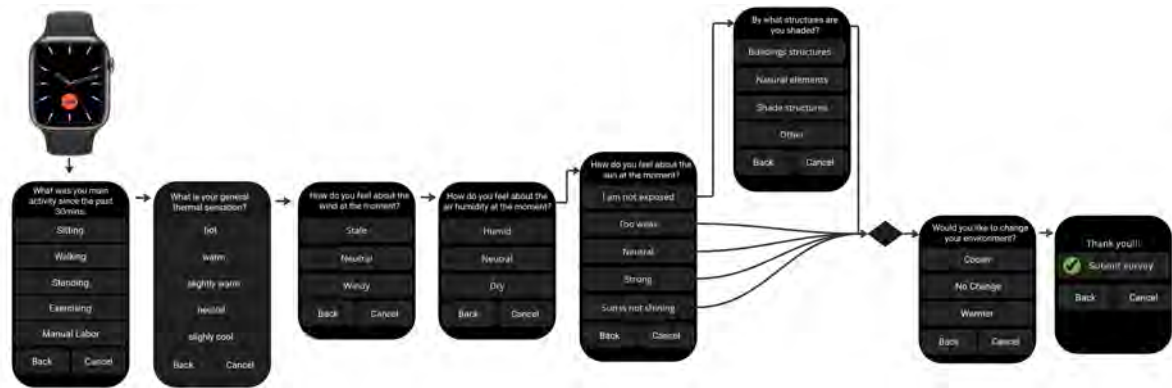 What was you main
activity since the past
30mins.
Sitting
Walking
Standing
Exercising
Manual Labor
Back Cancel
What is your general
thermal sensation?
hot
warm
slightly warm
neutral
slighly cool
Back Cancel
How do you feel about the
wind at the moment?
Stale
Neutral
Windy
Back Cancel
How do you feel about the
air humidity at the moment?
Humid
Neutral
Dry
Back Cancel
How do you feel about the
sun at the moment?
I am not exposed
Too weak
Neutral
Strong
Sun is not shining
Back Cancel
By what structures are
you shaded?
Buildings structures
Natural elements
Shade structures
Other
Back Cancel
Would you like to change
your environment?
Cooler
No Change
Warmer
Back Cancel
Thank you!!!
Submit survey
Back Cancel